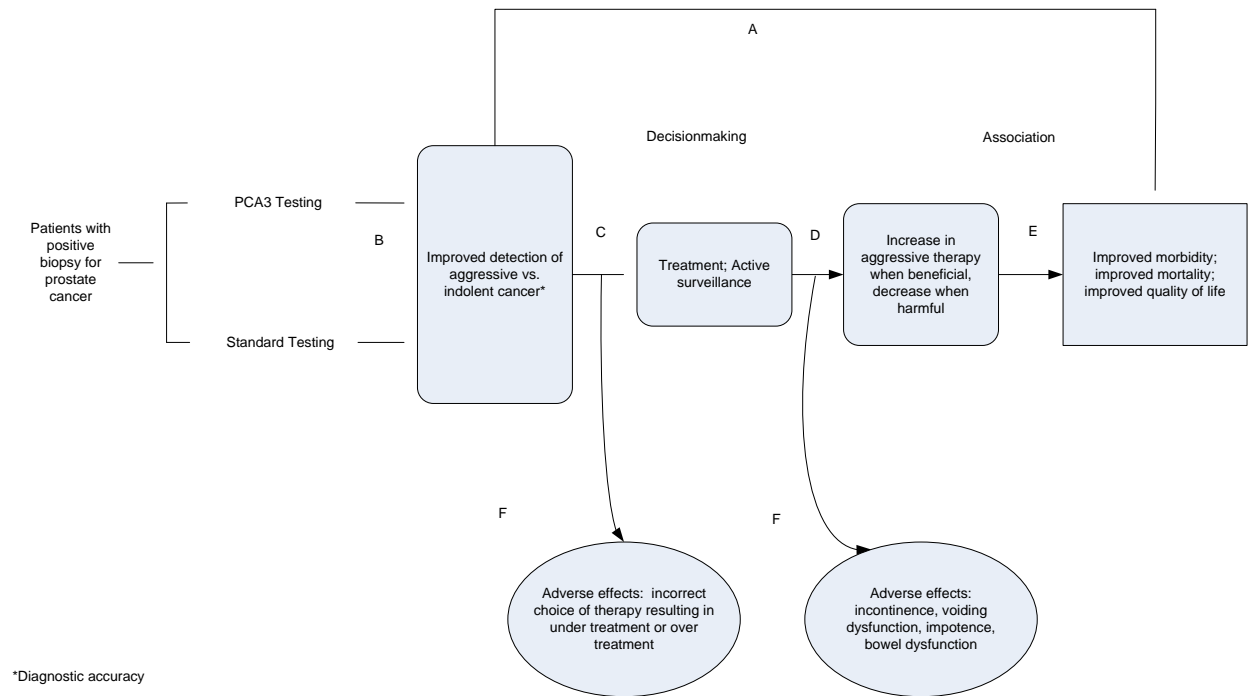 A
Decisionmaking
Association
Patients with
positive
biopsy for
prostate
cancer
PCA3 Testing
Standard Testing
B
Improved detection of
aggressive vs.
indolent cancer*
C
Treatment; Active
surveillance
D
Increase in
aggressive therapy
when beneficial,
decrease when
harmful
E
Improved morbidity;
improved mortality;
improved quality of life
F
Adverse effects: incorrect
choice of therapy resulting in
under treatment or over
treatment
F
Adverse effects:
incontinence, voiding
dysfunction, impotence,
bowel dysfunction
*Diagnostic accuracy